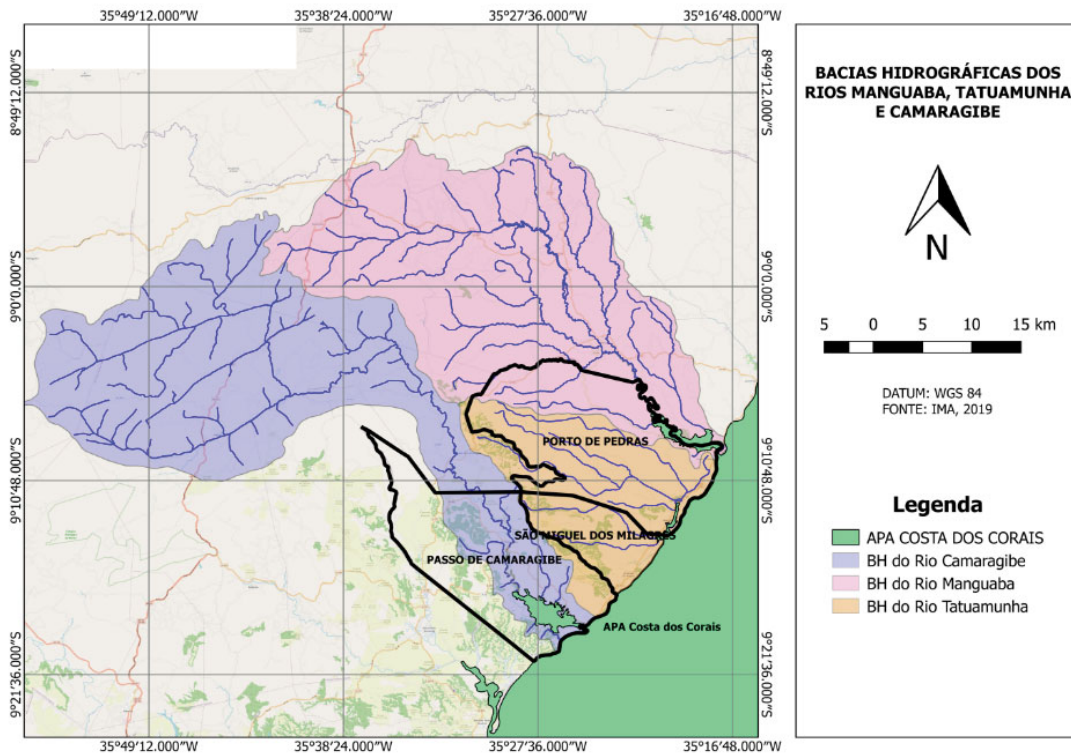 35°49'12.000"W 35°38'24.000"W 35°27'36.000"W 35°16'48.000"W
8°49'12.000"S 8°49'12.000"S
9°0'0.000"S 9°0'0.000"S
9°10'48.000"S 9°10'48.000"S
9°21'36.000"S 9°21'36.000"S
PORTO DE PEDRAS
SÃO MIGUEL DOS MILAGRES
PASSO DE CAMARAGIBE
APA Costa dos Corais
35°49'12.000"W 35°38'24.000"W 35°27'36.000"W 35°16'48.000"W
BACIAS HIDROGRÁFICAS DOS
RIOS MANGUABA, TATUAMUNHA
E CAMARAGIBE
N
5 0 5 10 15 km
DATUM: WGS 84
FONTE: IMA, 2019
Legenda
APA COSTA DOS CORAIS
BH do Rio Camaragibe
BH do Rio Manguaba
BH do Rio Tatuamunha